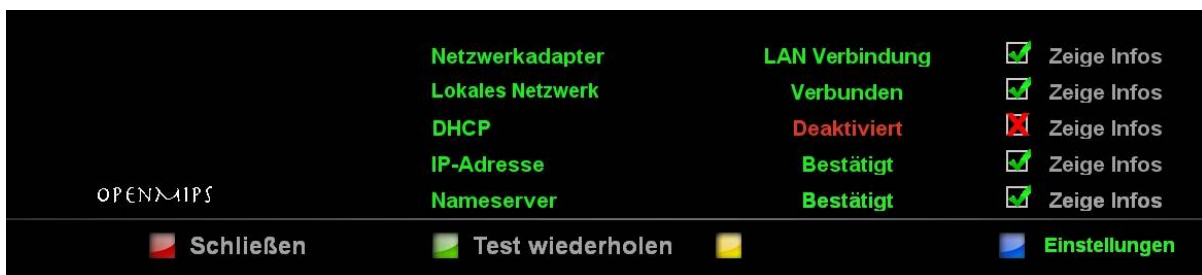 Netzwerkadapter LAN Verbindung Zeige Infos
Lokales Netzwerk Verbunden Zeige Infos
DHCP Deaktiviert Zeige Infos
IP-Adresse Bestätigt Zeige Infos
OPENMIPS
Nameserver Bestätigt Zeige Infos
Schließen Test wiederholen Einstellungen